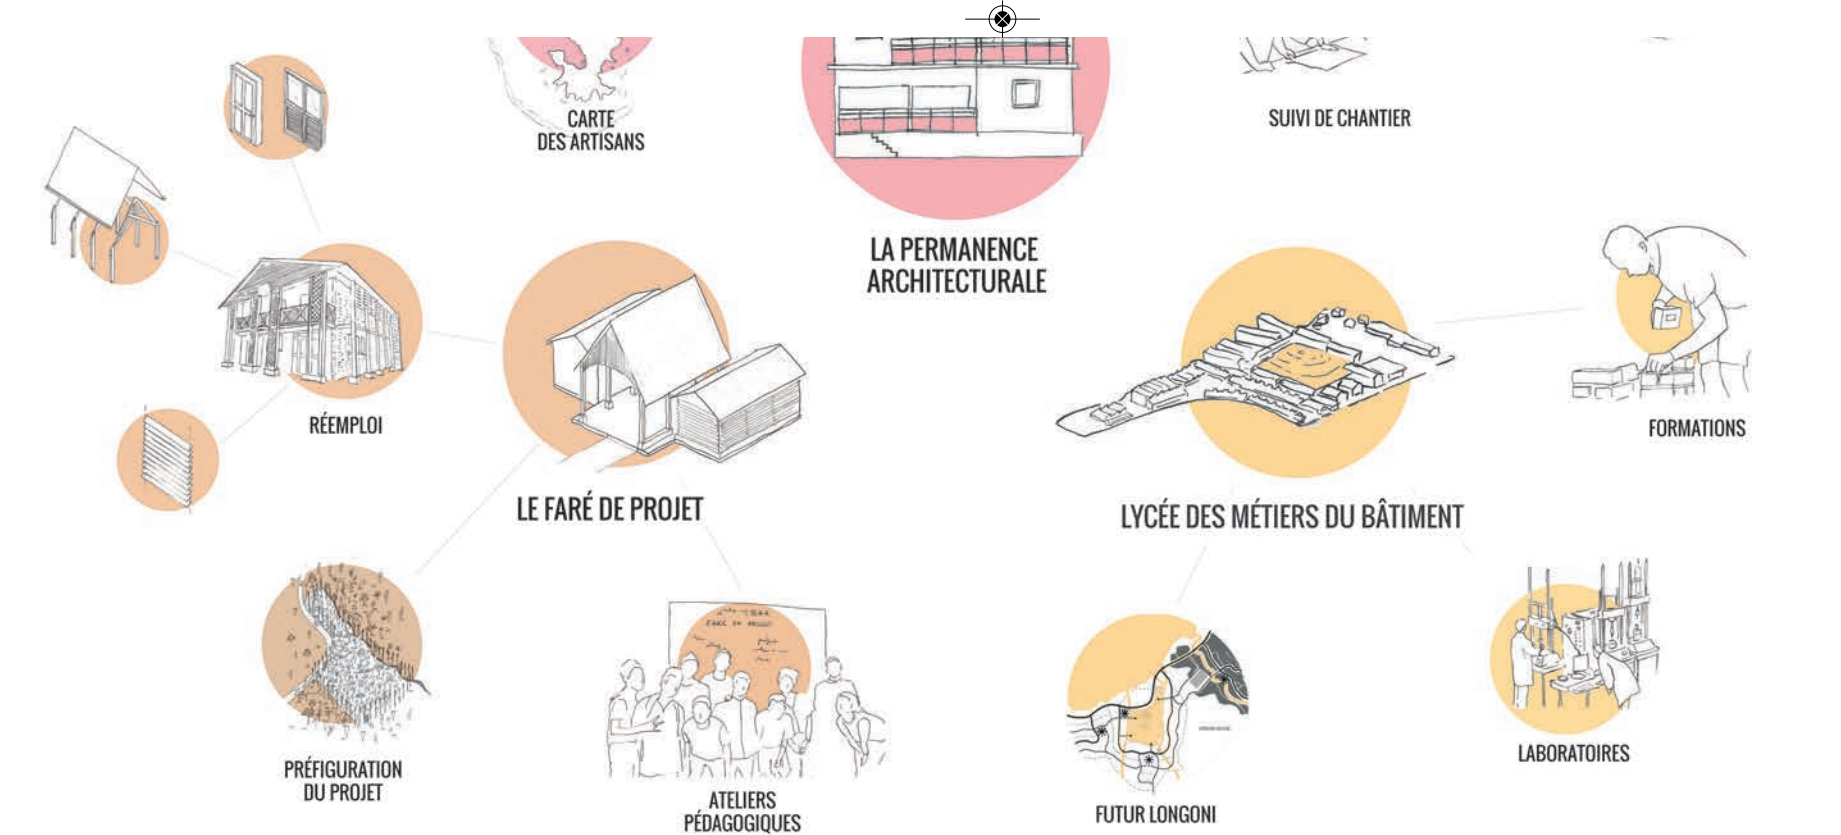 CARTE
DES ARTISANS
SUIVI DE CHANTIER
LA PERMANENCE
ARCHITECTURALE
RÉEMPLOI
FORMATIONS
LE FARÉ DE PROJET
LYCÉE DES MÉTIERS DU BÂTIMENT
PRÉFIGURATION
DU PROJET
ATELIERS
PÉDAGOGIQUES
FUTUR LONGONI
LABORATOIRES